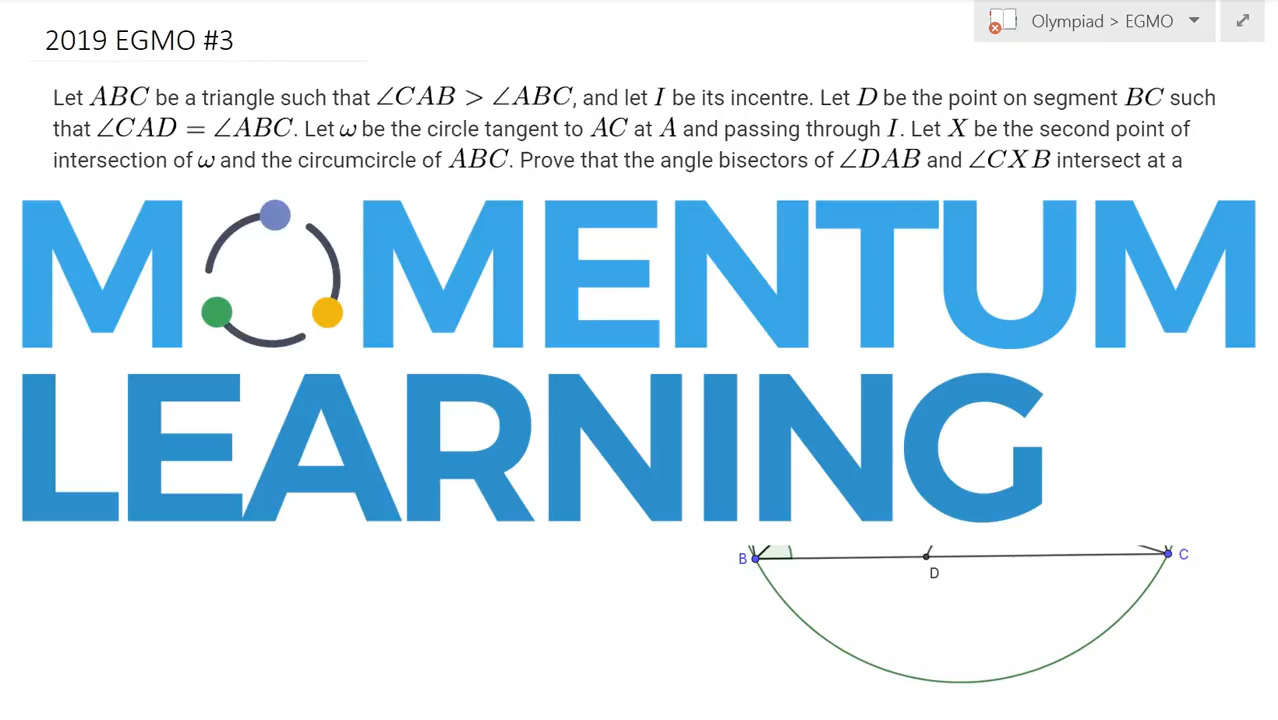 2019 EGMO #3
Olympiad > EGMO
Let ABC be a triangle such that ∠CAB > ∠ABC, and let I be its incentre. Let D be the point on segment BC such
that ∠CAD = ∠ABC. Let ω be the circle tangent to AC at A and passing through I. Let X be the second point of
intersection of ω and the circumcircle of ABC. Prove that the angle bisectors of ∠DAB and ∠CXB intersect at a
MOMENTUM
LEARNING
B
C
D